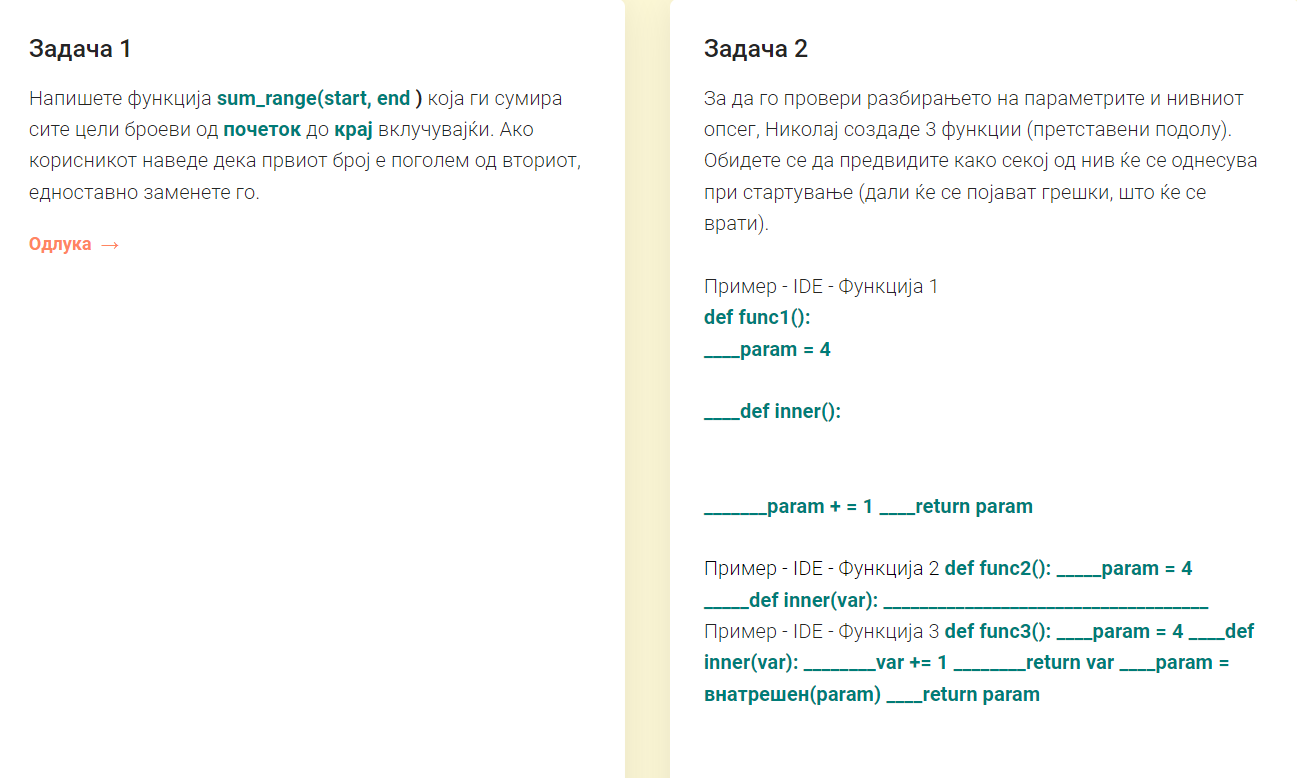 Задача 1
Напишете функција sum_range(start, end ) која ги сумира
сите цели броеви од почеток до крај вклучувајќи. Ако
корисникот наведе дека првиот број е поголем од вториот,
едноставно заменете го.
Одлука →
Задача 2
За да го провери разбирањето на параметрите и нивниот
опсег, Николај создаде 3 функции (претставени подолу).
Обидете се да предвидите како секој од нив ќе се однесува
при стартување (дали ќе се појават грешки, што ќе се
врати).
Пример - IDE - Функција 1
def func1():
____param = 4
____def inner():
_______param + = 1 ____return param
Пример - IDE - Функција 2 def func2(): _____param = 4
_____def inner(var): ____________________________________
Пример - IDE - Функција 3 def func3(): ____param = 4 ____def
inner(var): ________var += 1 ________return var ____param =
внатрешен(param) ____return param